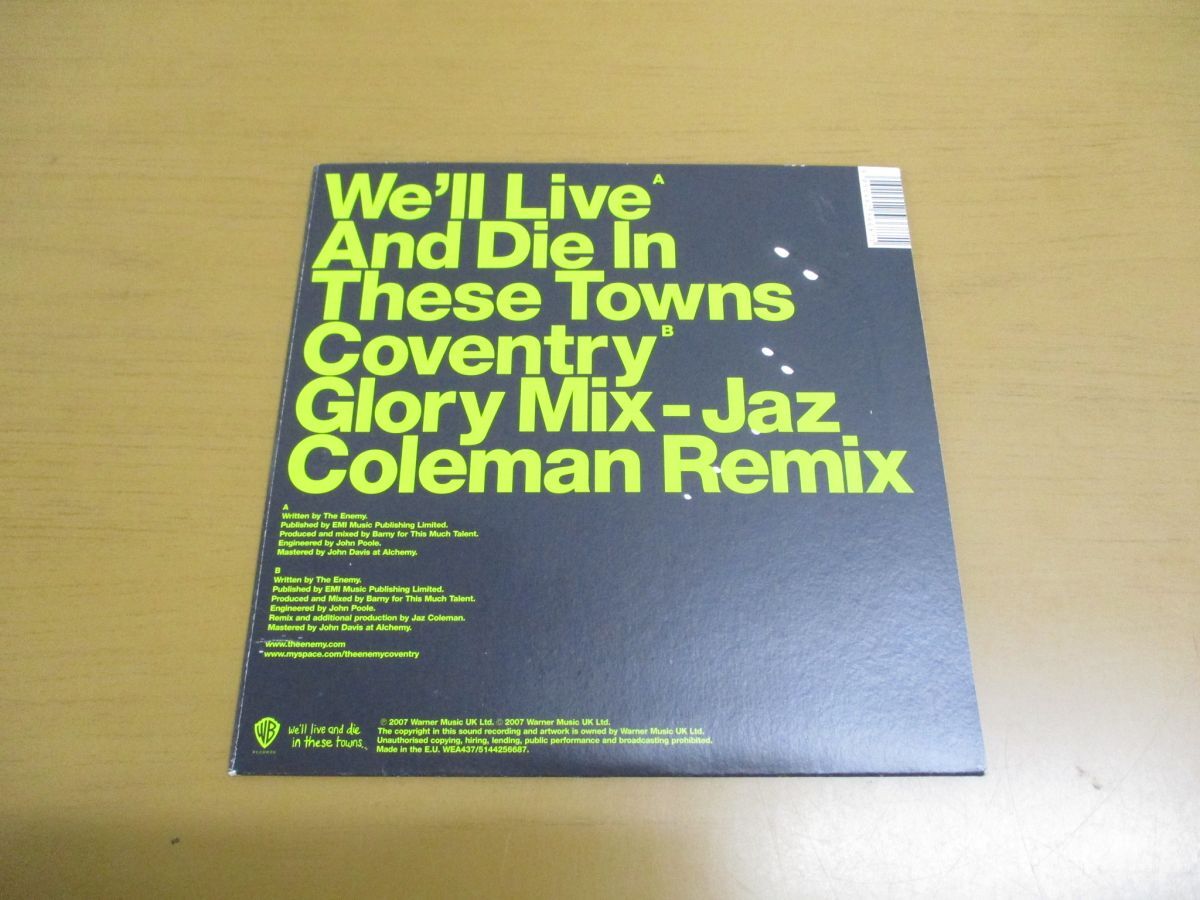 We'll Live A
And Die In
These Towns
Coventry B
Glory Mix - Jaz
Coleman Remix
A
Written by The Enemy.
Published by EMI Music Publishing Limited.
Produced and mixed by Barny for This Much Talent.
Engineered by John Poole.
Mastered by John Davis at Alchemy.
B
Written by The Enemy.
Published by EMI Music Publishing Limited.
Produced and Mixed by Barny for This Much Talent.
Engineered by John Poole.
Remix and additional production by Jaz Coleman.
Mastered by John Davis at Alchemy.
www.theenemy.com
www.myspace.com/theenemycoventry
WB
RECORDS
we'll live and die
in these towns
℗ 2007 Warner Music UK Ltd. © 2007 Warner Music UK Ltd.
The copyright in this sound recording and artwork is owned by Warner Music UK Ltd.
Unauthorised copying, hiring, lending, public performance and broadcasting prohibited.
Made in the E.U. WEA437/5144256687.